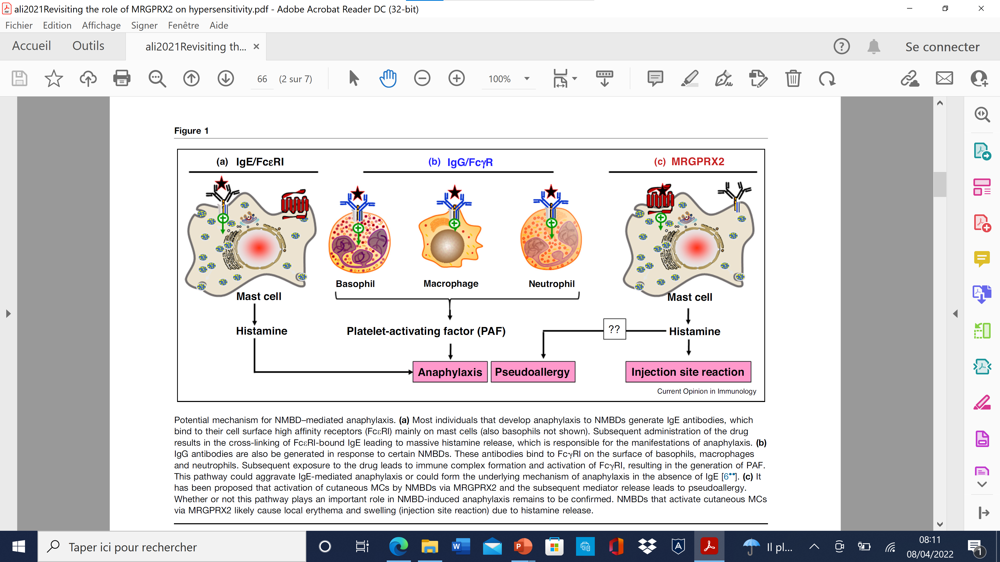 ali2021Revisiting the role of MRGPRX2 on hypersensitivity.pdf - Adobe Acrobat Reader DC (32-bit)
Fichier Edition Affichage Signer Fenêtre Aide
Accueil Outils ali2021Revisiting th... Se connecter
66 (2 sur 7) 100%
Figure 1
(a) IgE/FcεRI (b) IgG/FcγR (c) MRGPRX2
Basophil Macrophage Neutrophil
Mast cell Mast cell
Histamine Platelet-activating factor (PAF) ?? Histamine
Anaphylaxis Pseudoallergy Injection site reaction
Current Opinion in Immunology
Potential mechanism for NMBD–mediated anaphylaxis. (a) Most individuals that develop anaphylaxis to NMBDs generate IgE antibodies, which
bind to their cell surface high affinity receptors (FcεRI) mainly on mast cells (also basophils not shown). Subsequent administration of the drug
results in the cross-linking of FcεRI-bound IgE leading to massive histamine release, which is responsible for the manifestations of anaphylaxis. (b)
IgG antibodies are also be generated in response to certain NMBDs. These antibodies bind to FcγRI on the surface of basophils, macrophages
and neutrophils. Subsequent exposure to the drug leads to immune complex formation and activation of FcγRI, resulting in the generation of PAF.
This pathway could aggravate IgE-mediated anaphylaxis or could form the underlying mechanism of anaphylaxis in the absence of IgE [6••]. (c) It
has been proposed that activation of cutaneous MCs by NMBDs via MRGPRX2 and the subsequent mediator release leads to pseudoallergy.
Whether or not this pathway plays an important role in NMBD-induced anaphylaxis remains to be confirmed. NMBDs that activate cutaneous MCs
via MRGPRX2 likely cause local erythema and swelling (injection site reaction) due to histamine release.
Taper ici pour rechercher Il pl... 08:11
08/04/2022 1